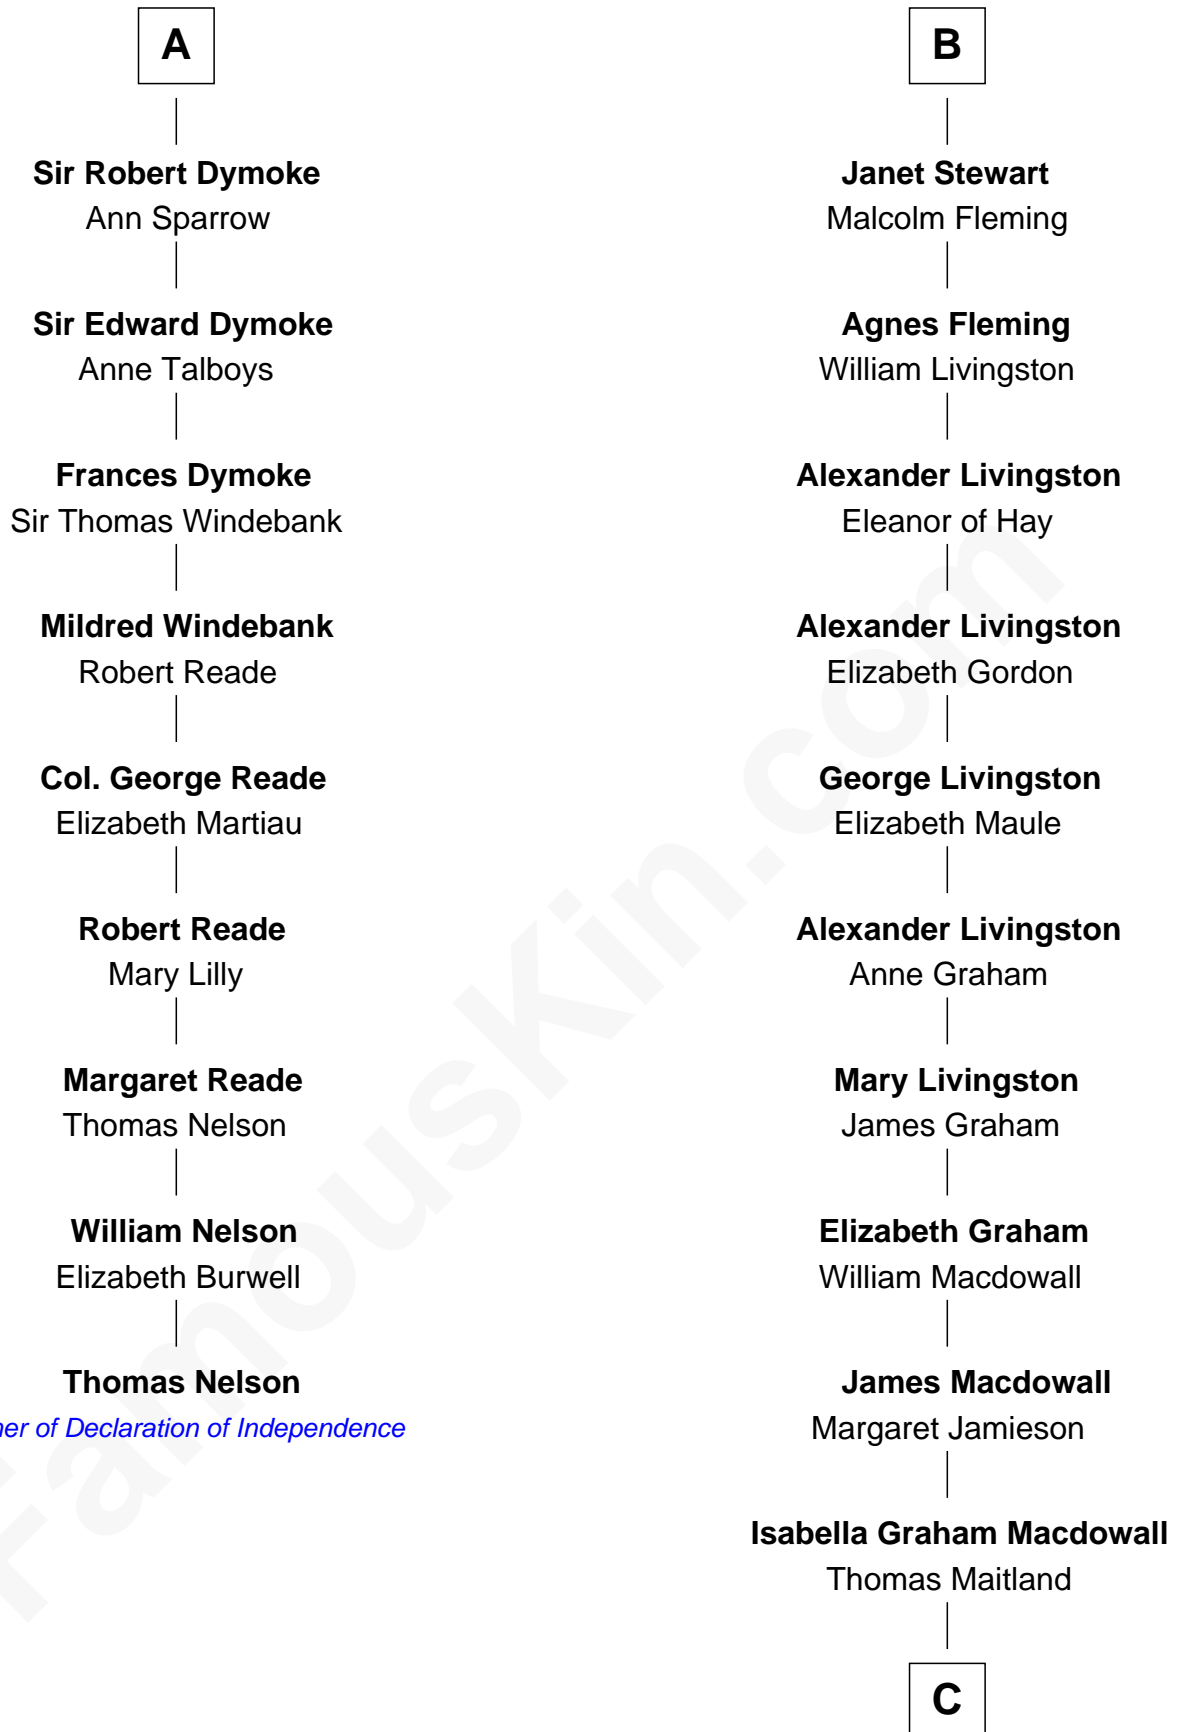 A
Sir Robert Dymoke
Ann Sparrow
Sir Edward Dymoke
Anne Talboys
Frances Dymoke
Sir Thomas Windebank
Mildred Windebank
Robert Reade
Col. George Reade
Elizabeth Martiau
Robert Reade
Mary Lilly
Margaret Reade
Thomas Nelson
William Nelson
Elizabeth Burwell
Thomas Nelson
ner of Declaration of Independence
B
Janet Stewart
Malcolm Fleming
Agnes Fleming
William Livingston
Alexander Livingston
Eleanor of Hay
Alexander Livingston
Elizabeth Gordon
George Livingston
Elizabeth Maule
Alexander Livingston
Anne Graham
Mary Livingston
James Graham
Elizabeth Graham
William Macdowall
James Macdowall
Margaret Jamieson
Isabella Graham Macdowall
Thomas Maitland
C
FamousKin.com